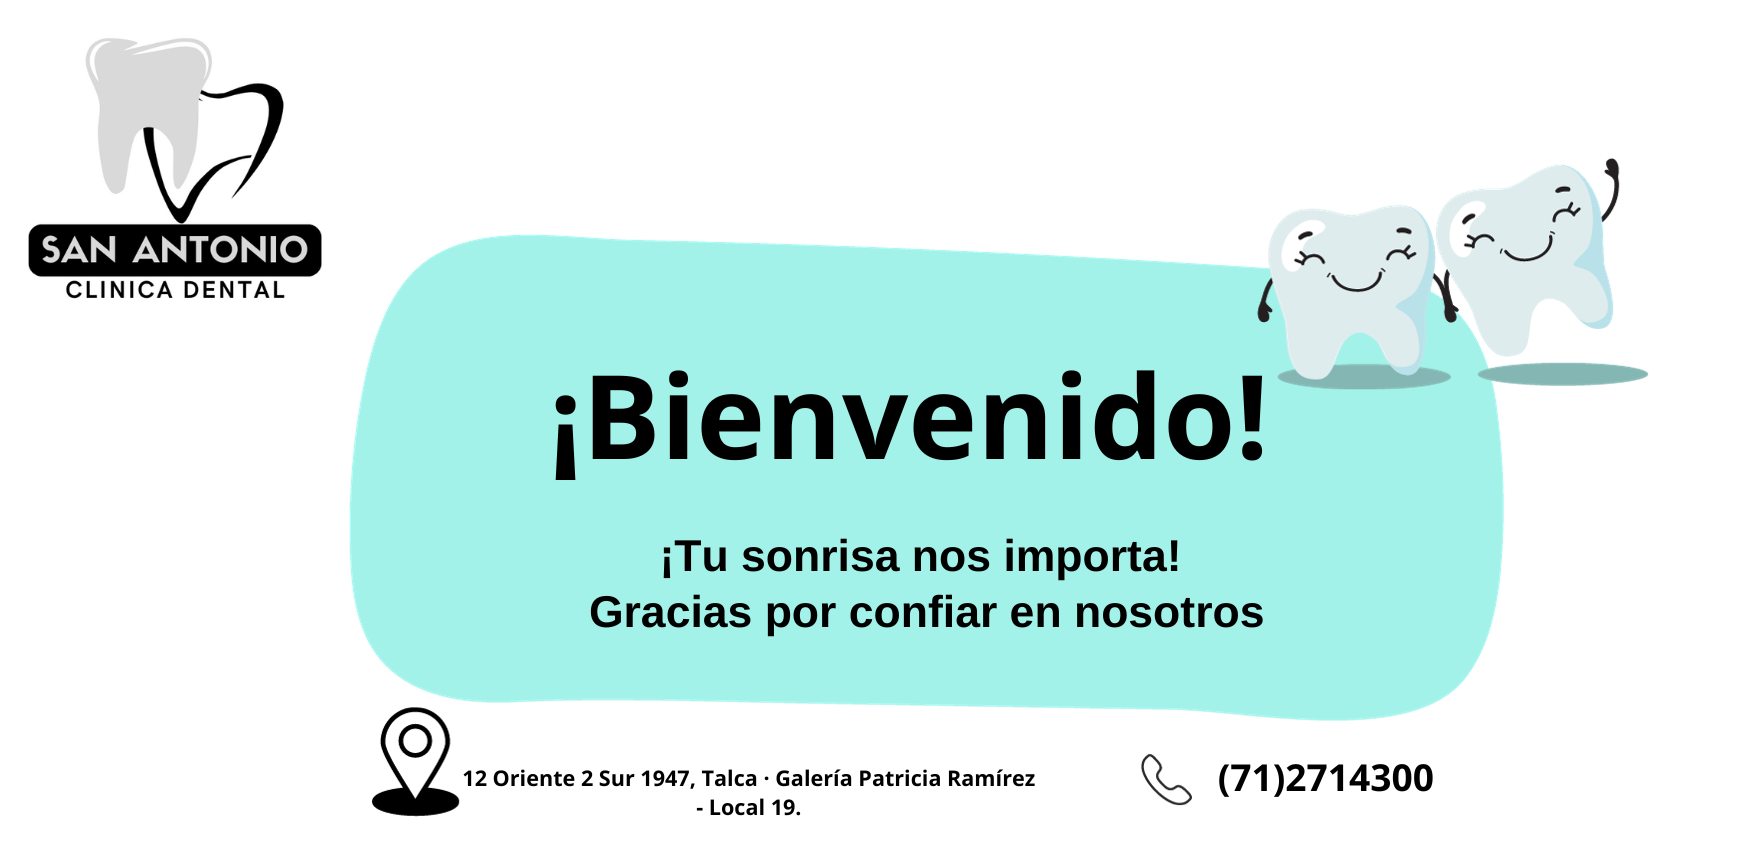 SAN ANTONIO
CLINICA DENTAL
¡Bienvenido!
¡Tu sonrisa nos importa!
Gracias por confiar en nosotros
12 Oriente 2 Sur 1947, Talca · Galería Patricia Ramírez
- Local 19.
(71)2714300